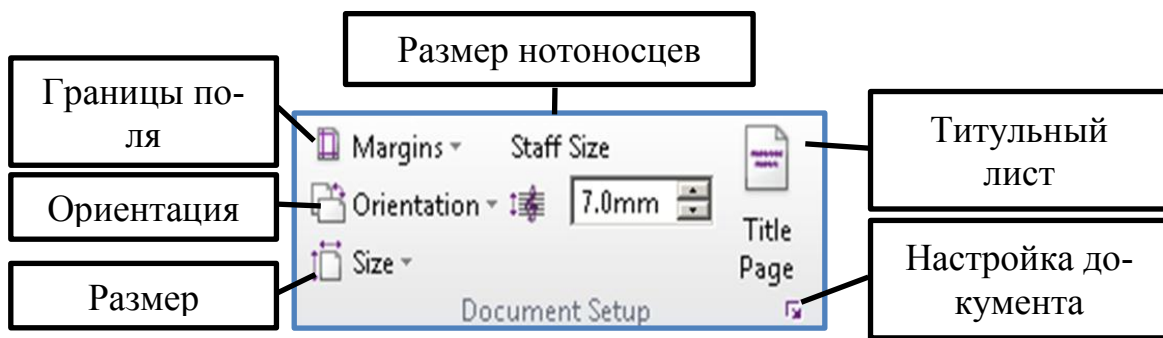 Размер нотоносцев
Границы по-
ля
Ориентация
Размер
Margins
Staff Size
Orientation
7.0mm
Size
Title
Page
Document Setup
Титульный
лист
Настройка до-
кумента